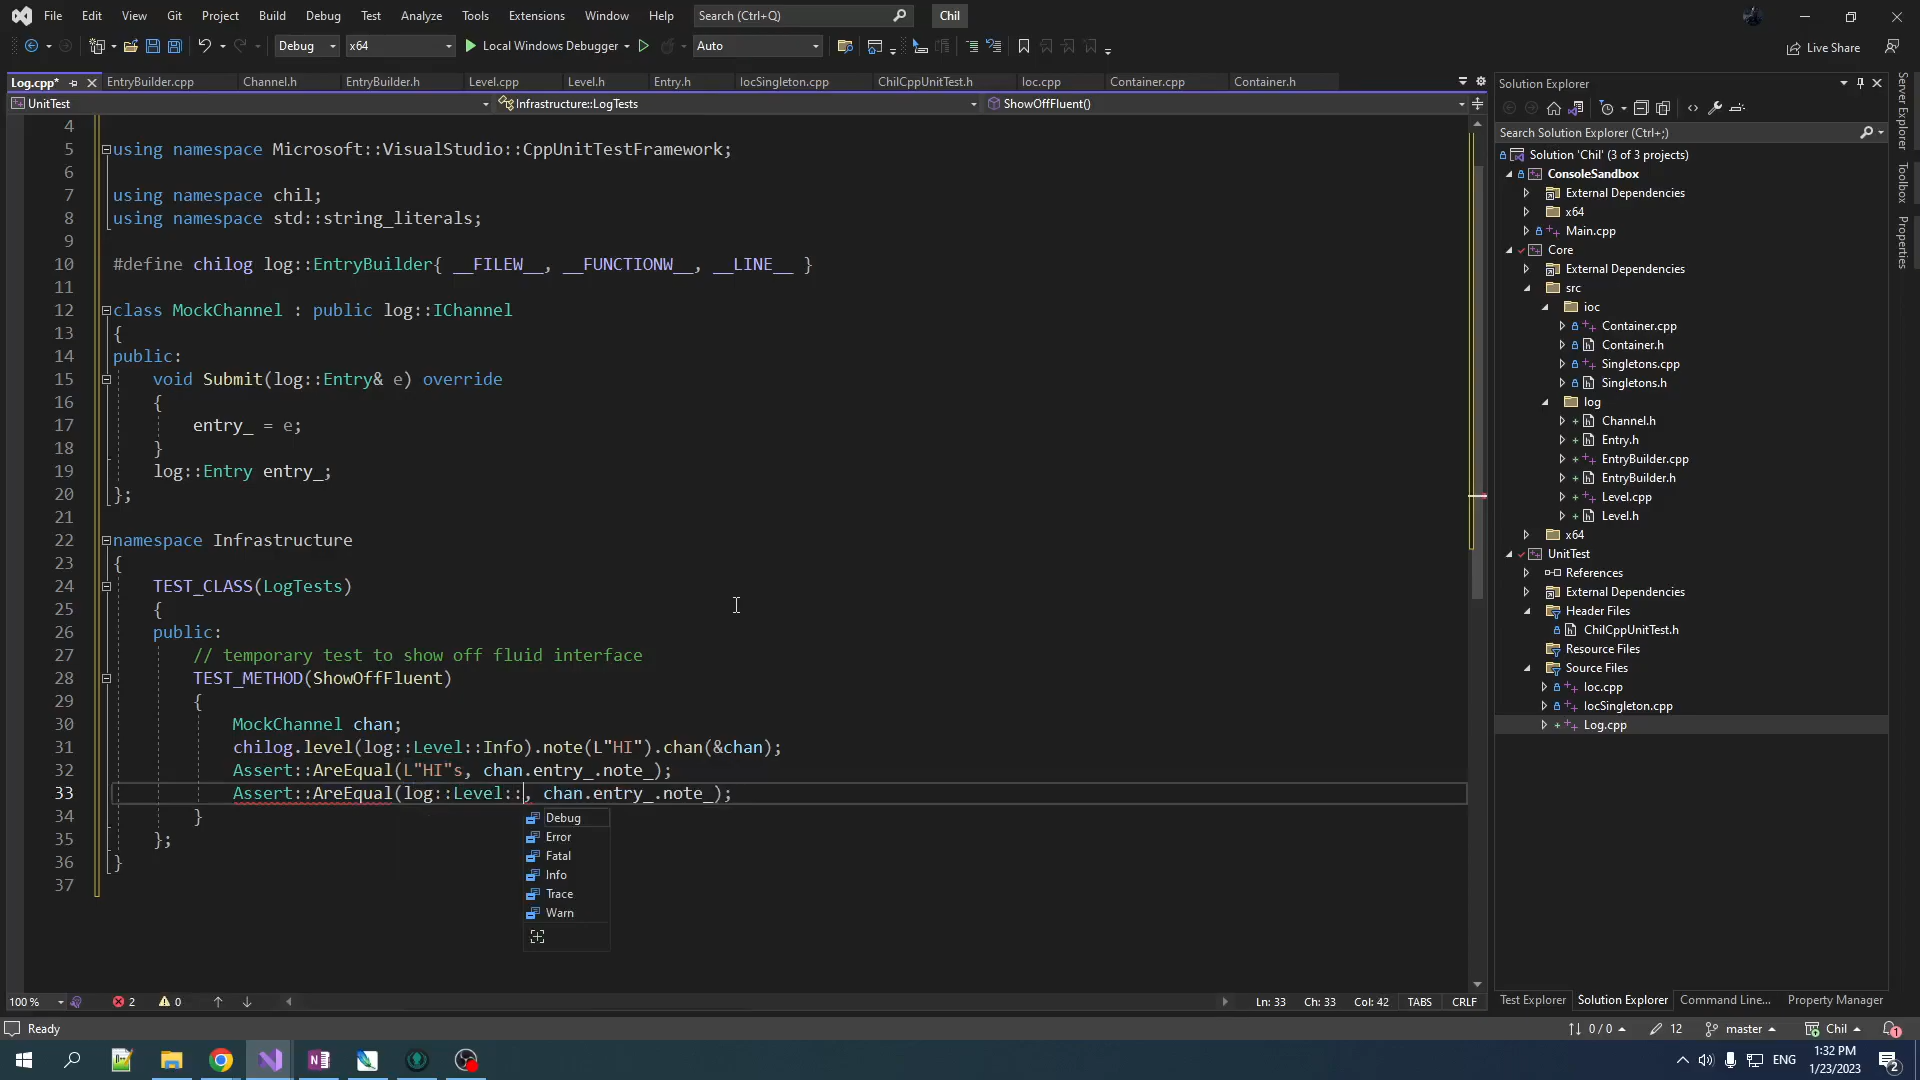 File Edit View Git Project Build Debug Test Analyze Tools Extensions Window Help Search (Ctrl+Q) Chil
Debug x64 Local Windows Debugger Auto Live Share
Log.cpp* EntryBuilder.cpp Channel.h EntryBuilder.h Level.cpp Level.h Entry.h IocSingleton.cpp ChilCppUnitTest.h Ioc.cpp Container.cpp Container.h
UnitTest Infrastructure::LogTests ShowOffFluent()
4
5 using namespace Microsoft::VisualStudio::CppUnitTestFramework;
6
7 using namespace chil;
8 using namespace std::string_literals;
9
10 #define chilog log::EntryBuilder{ __FILEW__, __FUNCTIONW__, __LINE__ }
11
12 class MockChannel : public log::IChannel
13 {
14 public:
15 void Submit(log::Entry& e) override
16 {
17 entry_ = e;
18 }
19 log::Entry entry_;
20 };
21
22 namespace Infrastructure
23 {
24 TEST_CLASS(LogTests)
25 {
26 public:
27 // temporary test to show off fluid interface
28 TEST_METHOD(ShowOffFluent)
29 {
30 MockChannel chan;
31 chilog.level(log::Level::Info).note(L"HI").chan(&chan);
32 Assert::AreEqual(L"HI"s, chan.entry_.note_);
33 Assert::AreEqual(log::Level::, chan.entry_.note_);
34 }
35 };
36 }
37
Debug
Error
Fatal
Info
Trace
Warn
100 % 2 0 Ln: 33 Ch: 33 Col: 42 TABS CRLF
Solution Explorer
Search Solution Explorer (Ctrl+;)
Solution 'Chil' (3 of 3 projects)
ConsoleSandbox
External Dependencies
x64
Main.cpp
Core
External Dependencies
src
ioc
Container.cpp
Container.h
Singletons.cpp
Singletons.h
log
Channel.h
Entry.h
EntryBuilder.cpp
EntryBuilder.h
Level.cpp
Level.h
x64
UnitTest
References
External Dependencies
Header Files
ChilCppUnitTest.h
Resource Files
Source Files
Ioc.cpp
IocSingleton.cpp
Log.cpp
Test Explorer Solution Explorer Command Line... Property Manager
Server Explorer
Toolbox
Properties
Ready 0 / 0 12 master Chil 1
ENG 1:32 PM
1/23/2023 2